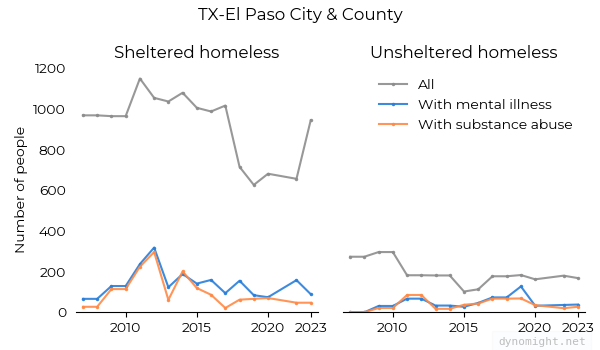 TX-El Paso City & County
Sheltered homeless
Unsheltered homeless
Number of people
1200
1000
800
600
400
200
0
2010
2015
2020
2023
All
With mental illness
With substance abuse
2010
2015
2020
2023
dynomight.net